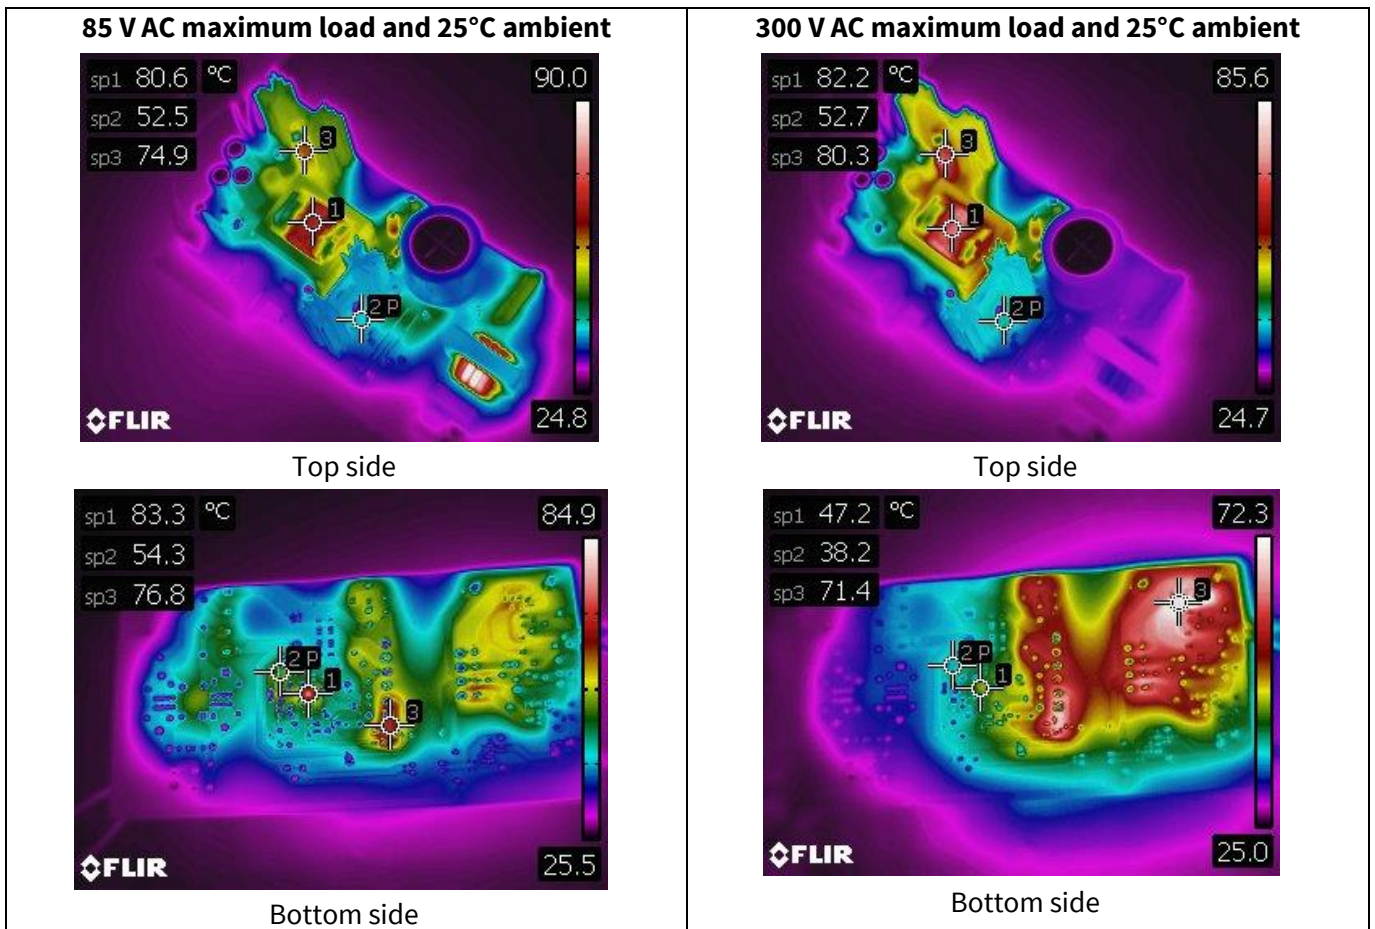 85 V AC maximum load and 25°C ambient
300 V AC maximum load and 25°C ambient
sp1 80.6 °C
90.0
sp2 52.5
sp3 74.9
3
1
2 P
FLIR
24.8
Top side
sp1 82.2 °C
85.6
sp2 52.7
sp3 80.3
3
1
2 P
FLIR
24.7
Top side
sp1 83.3 °C
84.9
sp2 54.3
sp3 76.8
2 P
1
3
FLIR
25.5
Bottom side
sp1 47.2 °C
72.3
sp2 38.2
sp3 71.4
3
2 P
1
FLIR
25.0
Bottom side